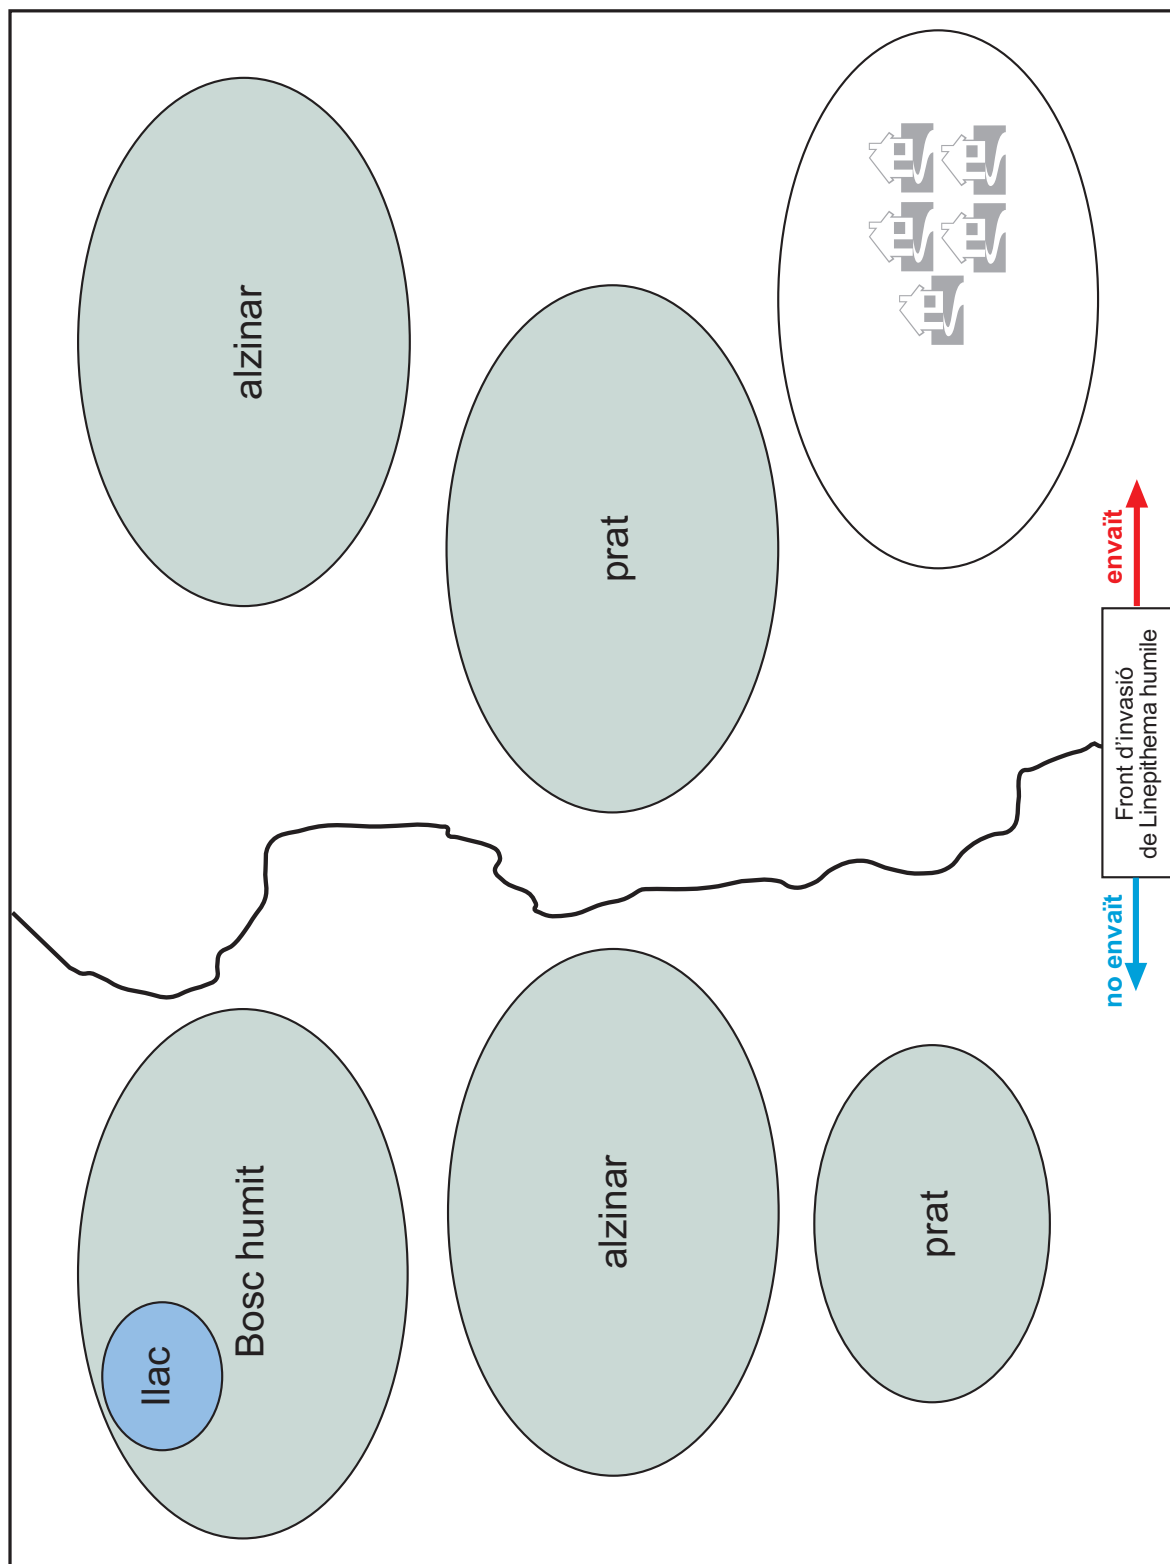 llac
Bosc humit
alzinar
alzinar
prat
prat
no envaït
Front d'invasió
de Linepithema humile
envaït